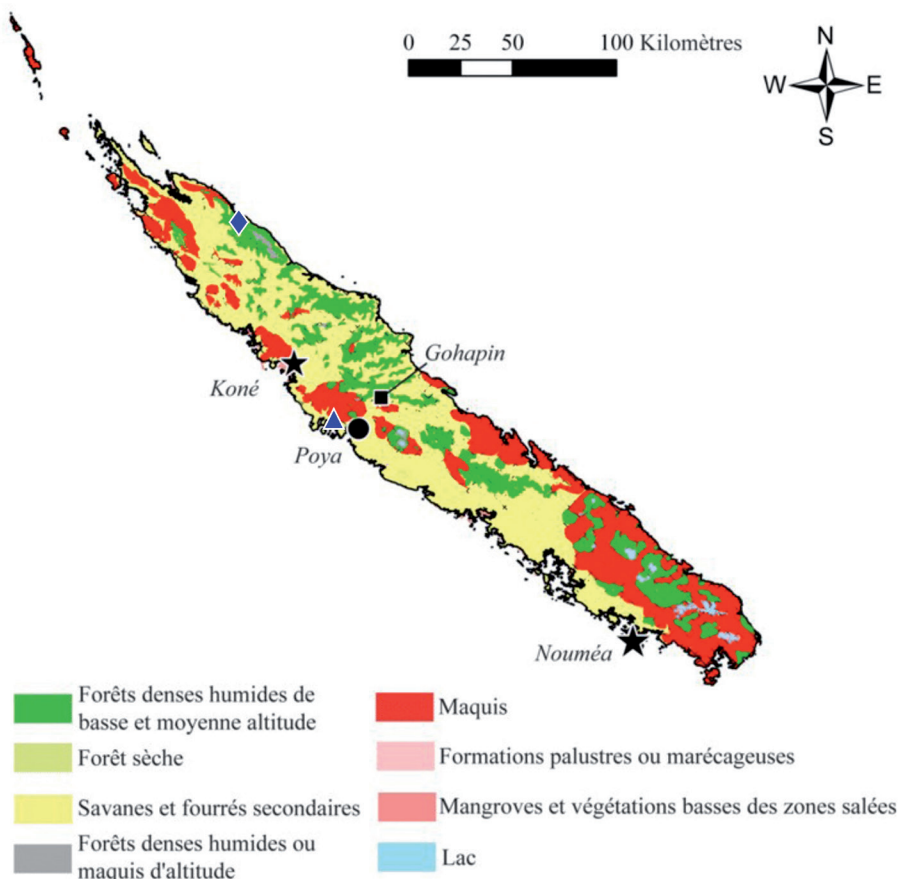 0 25 50 100 Kilomètres
N
W E
S
Gohapin
Koné
Poya
Nouméa
Forêts denses humides de
basse et moyenne altitude
Forêt sèche
Savanes et fourrés secondaires
Forêts denses humides ou
maquis d'altitude
Maquis
Formations palustres ou marécageuses
Mangroves et végétations basses des zones salées
Lac